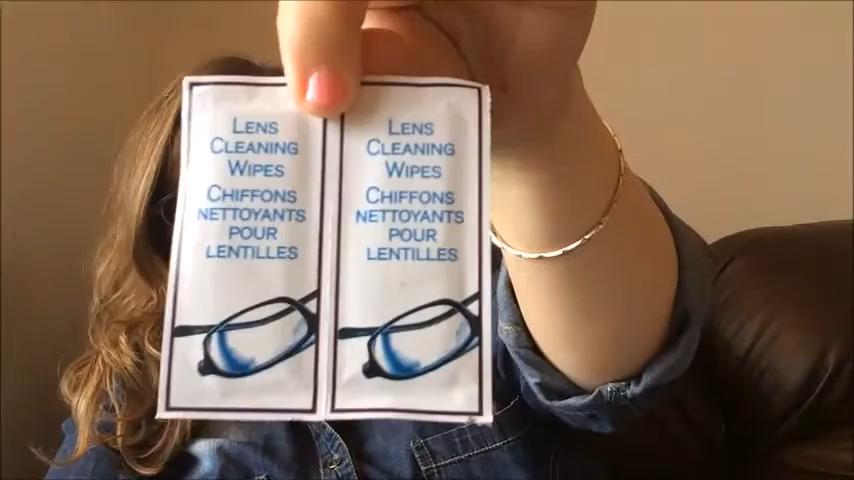 LENS
CLEANING
WIPES
CHIFFONS
NETTOYANTS
POUR
LENTILLES
LENS
CLEANING
WIPES
CHIFFONS
NETTOYANTS
POUR
LENTILLES